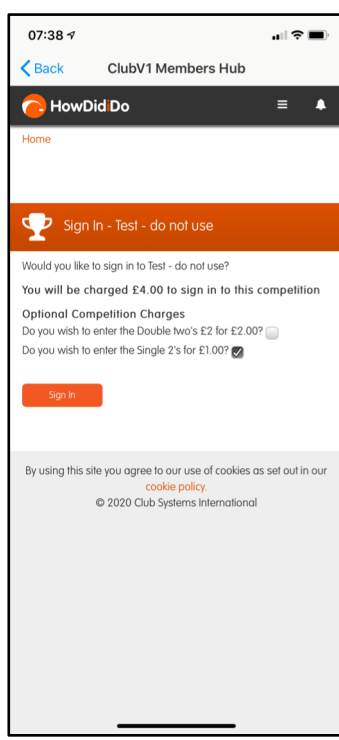 07:38
Back ClubV1 Members Hub
HowDidiDo
Home
Sign In - Test - do not use
Would you like to sign in to Test - do not use?
You will be charged £4.00 to sign in to this competition
Optional Competition Charges
Do you wish to enter the Double two's £2 for £2.00?
Do you wish to enter the Single 2's for £1.00?
Sign In
By using this site you agree to our use of cookies as set out in our
cookie policy.
© 2020 Club Systems International